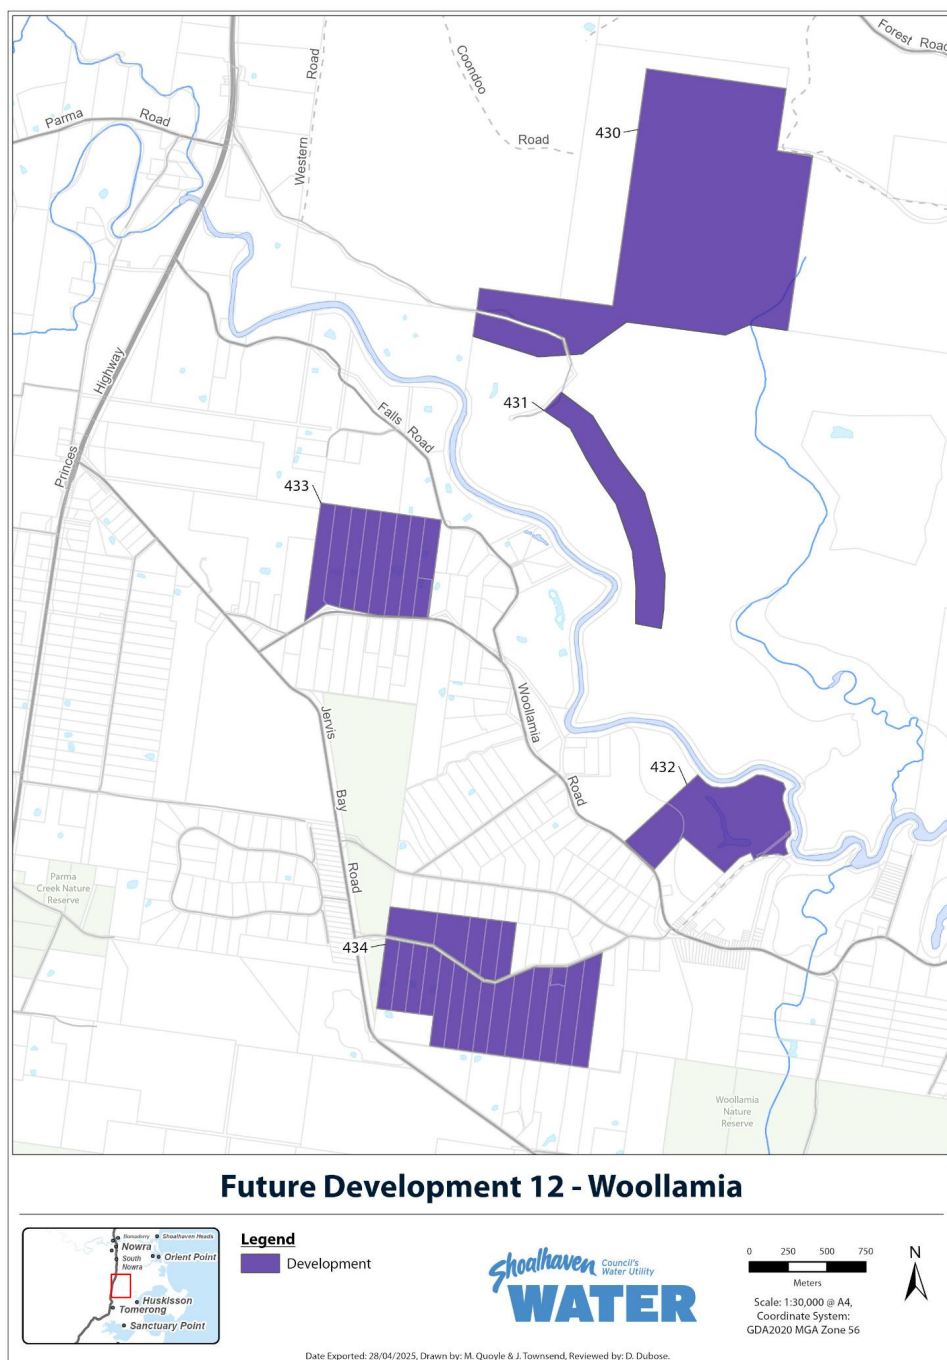 Forest Road
Coondoo
Road
Road
Western
Parma
Road
430
Highway
Princes
431
Falls
Road
433
Woollamia
Road
Jervis
Bay
Road
432
Parma
Creek Nature
Reserve
434
Woollamia
Nature
Reserve
Future Development 12 - Woollamia
Bomaderry
Shoalhaven Heads
Nowra
South
Nowra
Orient Point
Huskisson
Tomerong
Sanctuary Point
Legend
Development
Shoalhaven
Council's
Water Utility
WATER
0 250 500 750
Meters
Scale: 1:30,000 @ A4,
Coordinate System:
GDA2020 MGA Zone 56
N
Date Exported: 28/04/2025, Drawn by: M. Quoyle & J. Townsend, Reviewed by: D. Dubose.